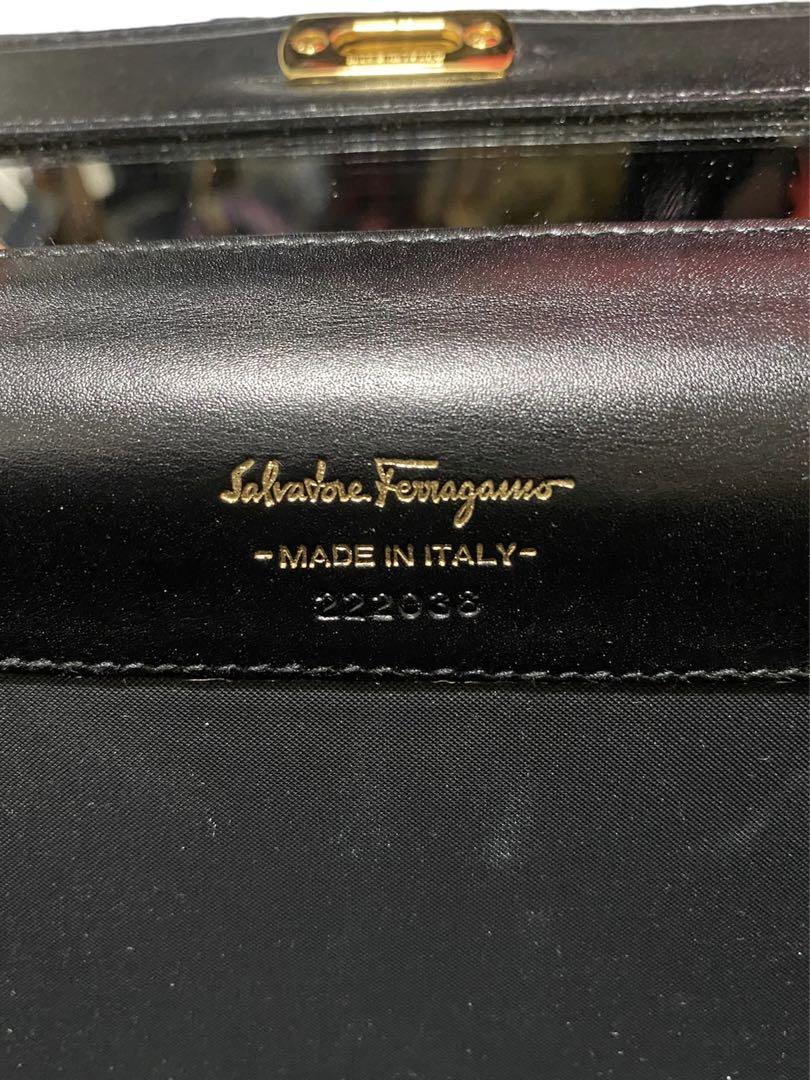 Salvatore Ferragamo
-MADE IN ITALY-
222038